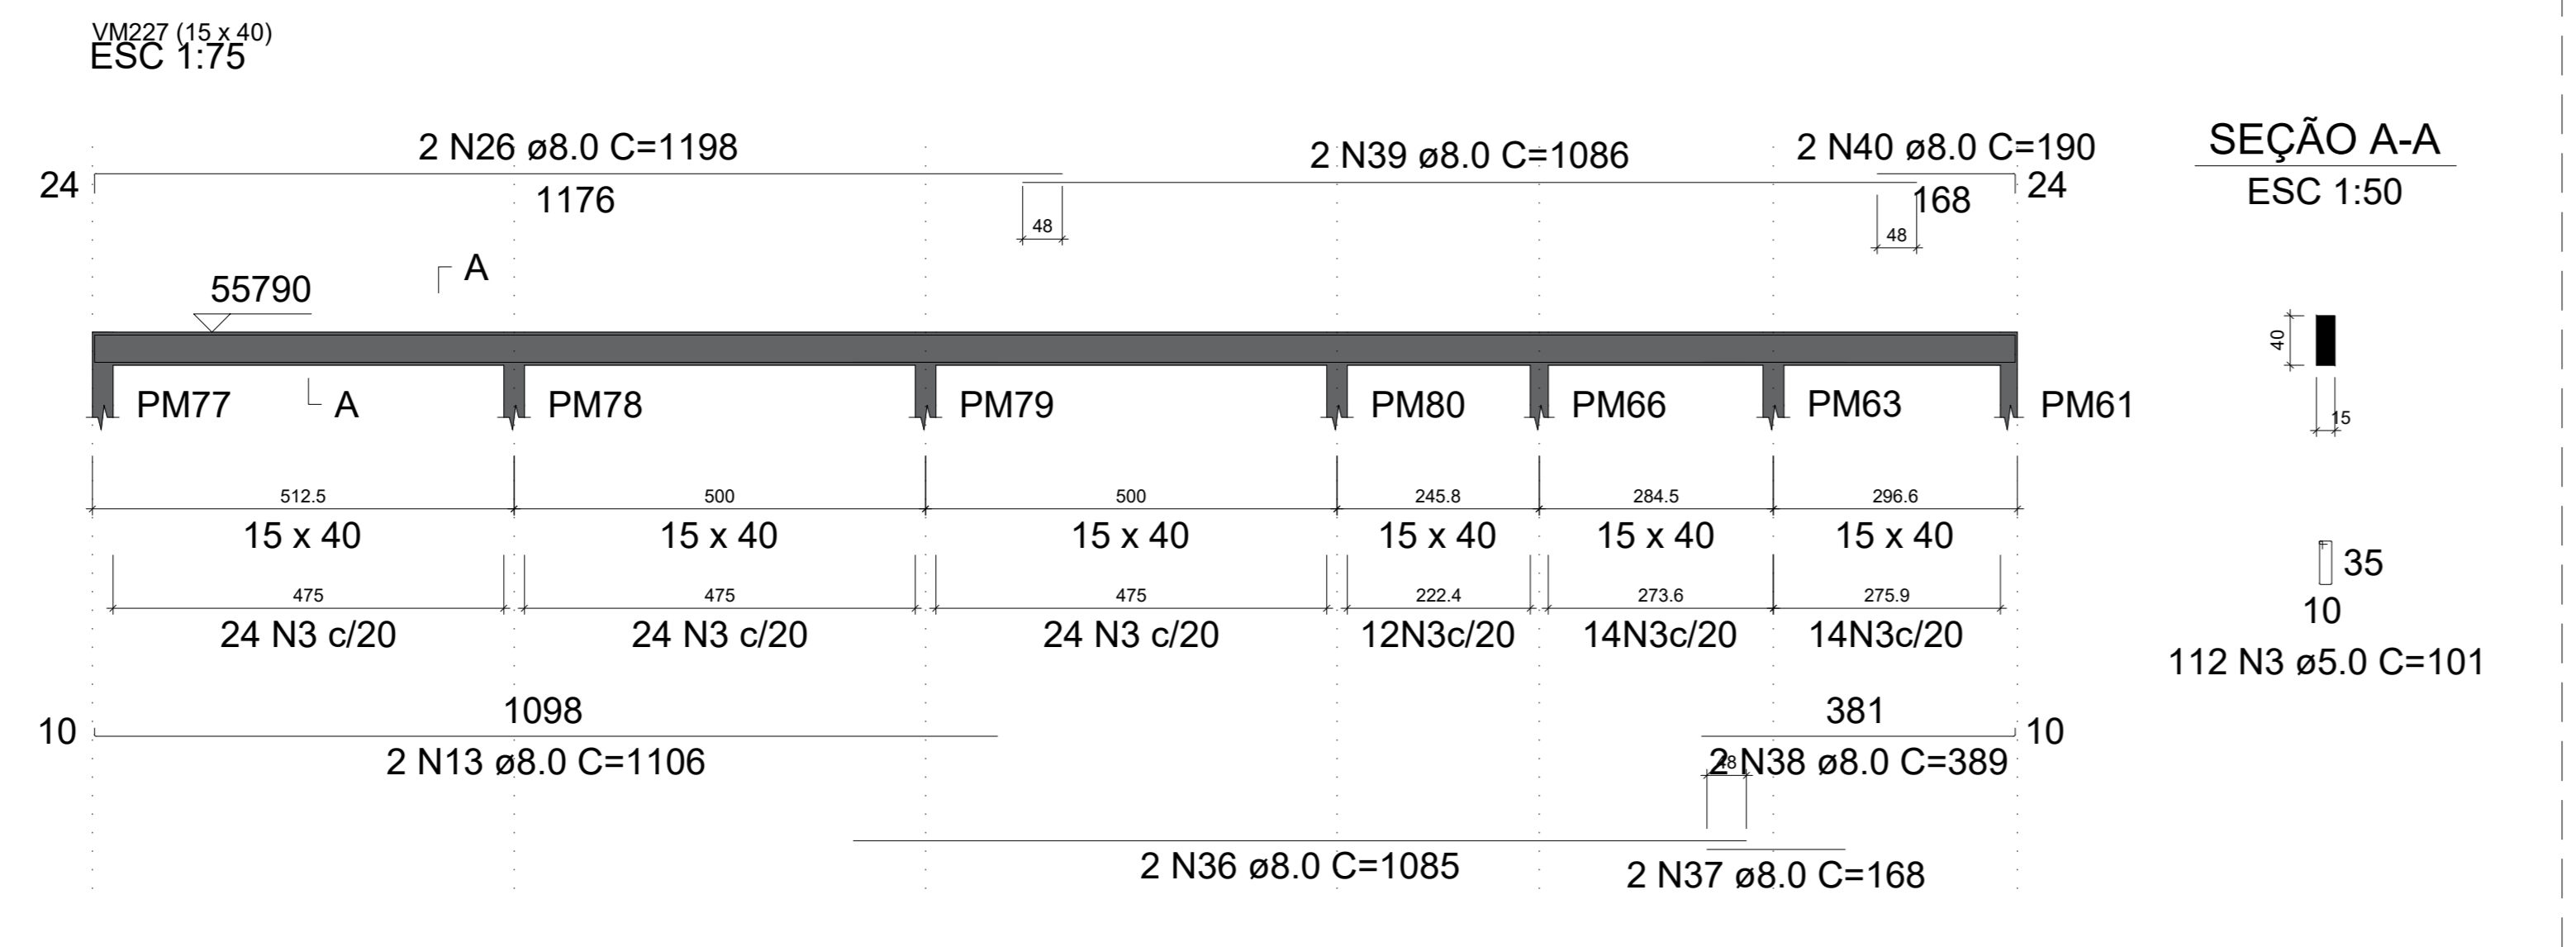 VM227 (15 x 40)
ESC 1:75
2 N26 ø8.0 C=1198
2 N39 ø8.0 C=1086
2 N40 ø8.0 C=190
24
1176
168
24
48
48
A
55790
PM77
A
PM78
PM79
PM80
PM66
PM63
PM61
512.5
500
500
245.8
284.5
296.6
15 x 40
15 x 40
15 x 40
15 x 40
15 x 40
15 x 40
475
475
475
222.4
273.6
275.9
24 N3 c/20
24 N3 c/20
24 N3 c/20
12N3c/20
14N3c/20
14N3c/20
1098
381
10
10
2 N13 ø8.0 C=1106
2 N38 ø8.0 C=389
48
2 N36 ø8.0 C=1085
2 N37 ø8.0 C=168
SEÇÃO A-A
ESC 1:50
40
15
35
10
112 N3 ø5.0 C=101